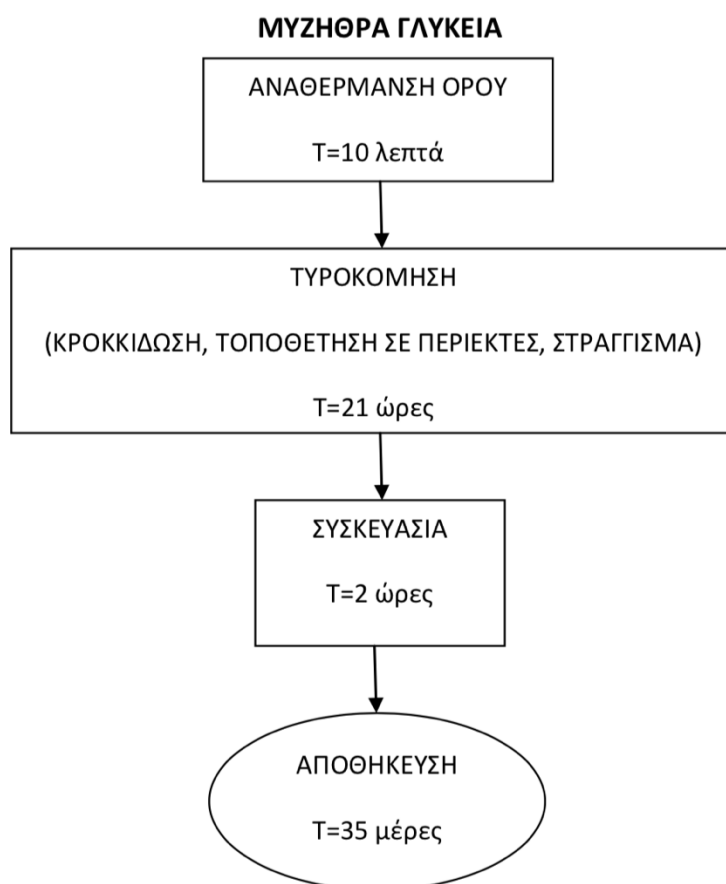 ΜΥΖΗΘΡΑ ΓΛΥΚΕΙΑ
ΑΝΑΘΕΡΜΑΝΣΗ ΟΡΟΥ
Τ=10 λεπτά
ΤΥΡΟΚΟΜΗΣΗ
(ΚΡΟΚΚΙΔΩΣΗ, ΤΟΠΟΘΕΤΗΣΗ ΣΕ ΠΕΡΙΕΚΤΕΣ, ΣΤΡΑΓΓΙΣΜΑ)
Τ=21 ώρες
ΣΥΣΚΕΥΑΣΙΑ
Τ=2 ώρες
ΑΠΟΘΗΚΕΥΣΗ
Τ=35 μέρες